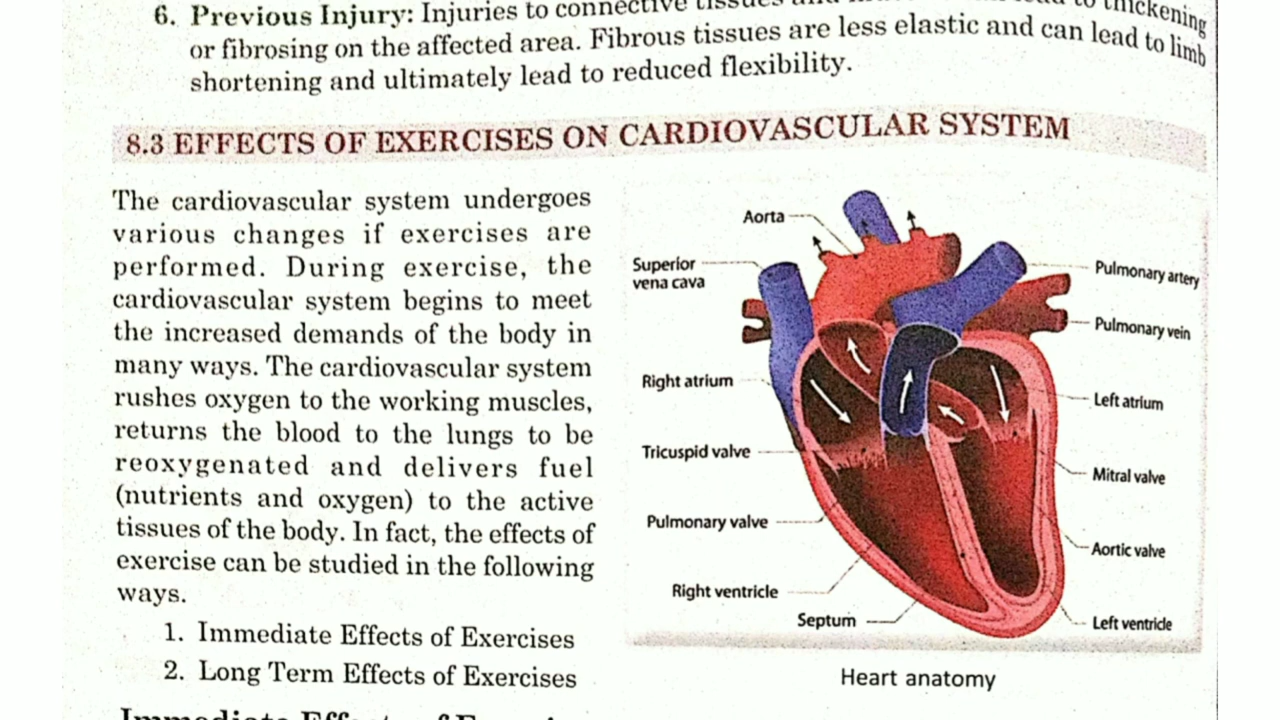 6. Previous Injury: Injuries to connective tissues and lead to thickening
or fibrosing on the affected area. Fibrous tissues are less elastic and can lead to limb
shortening and ultimately lead to reduced flexibility.
8.3 EFFECTS OF EXERCISES ON CARDIOVASCULAR SYSTEM
The cardiovascular system undergoes
various changes if exercises are
performed. During exercise, the
cardiovascular system begins to meet
the increased demands of the body in
many ways. The cardiovascular system
rushes oxygen to the working muscles,
returns the blood to the lungs to be
reoxygenated and delivers fuel
(nutrients and oxygen) to the active
tissues of the body. In fact, the effects of
exercise can be studied in the following
ways.
1. Immediate Effects of Exercises
2. Long Term Effects of Exercises
Aorta
Superior
vena cava
Right atrium
Tricuspid valve
Pulmonary valve
Right ventricle
Septum
Pulmonary artery
Pulmonary vein
Left atrium
Mitral valve
Aortic valve
Left ventricle
Heart anatomy